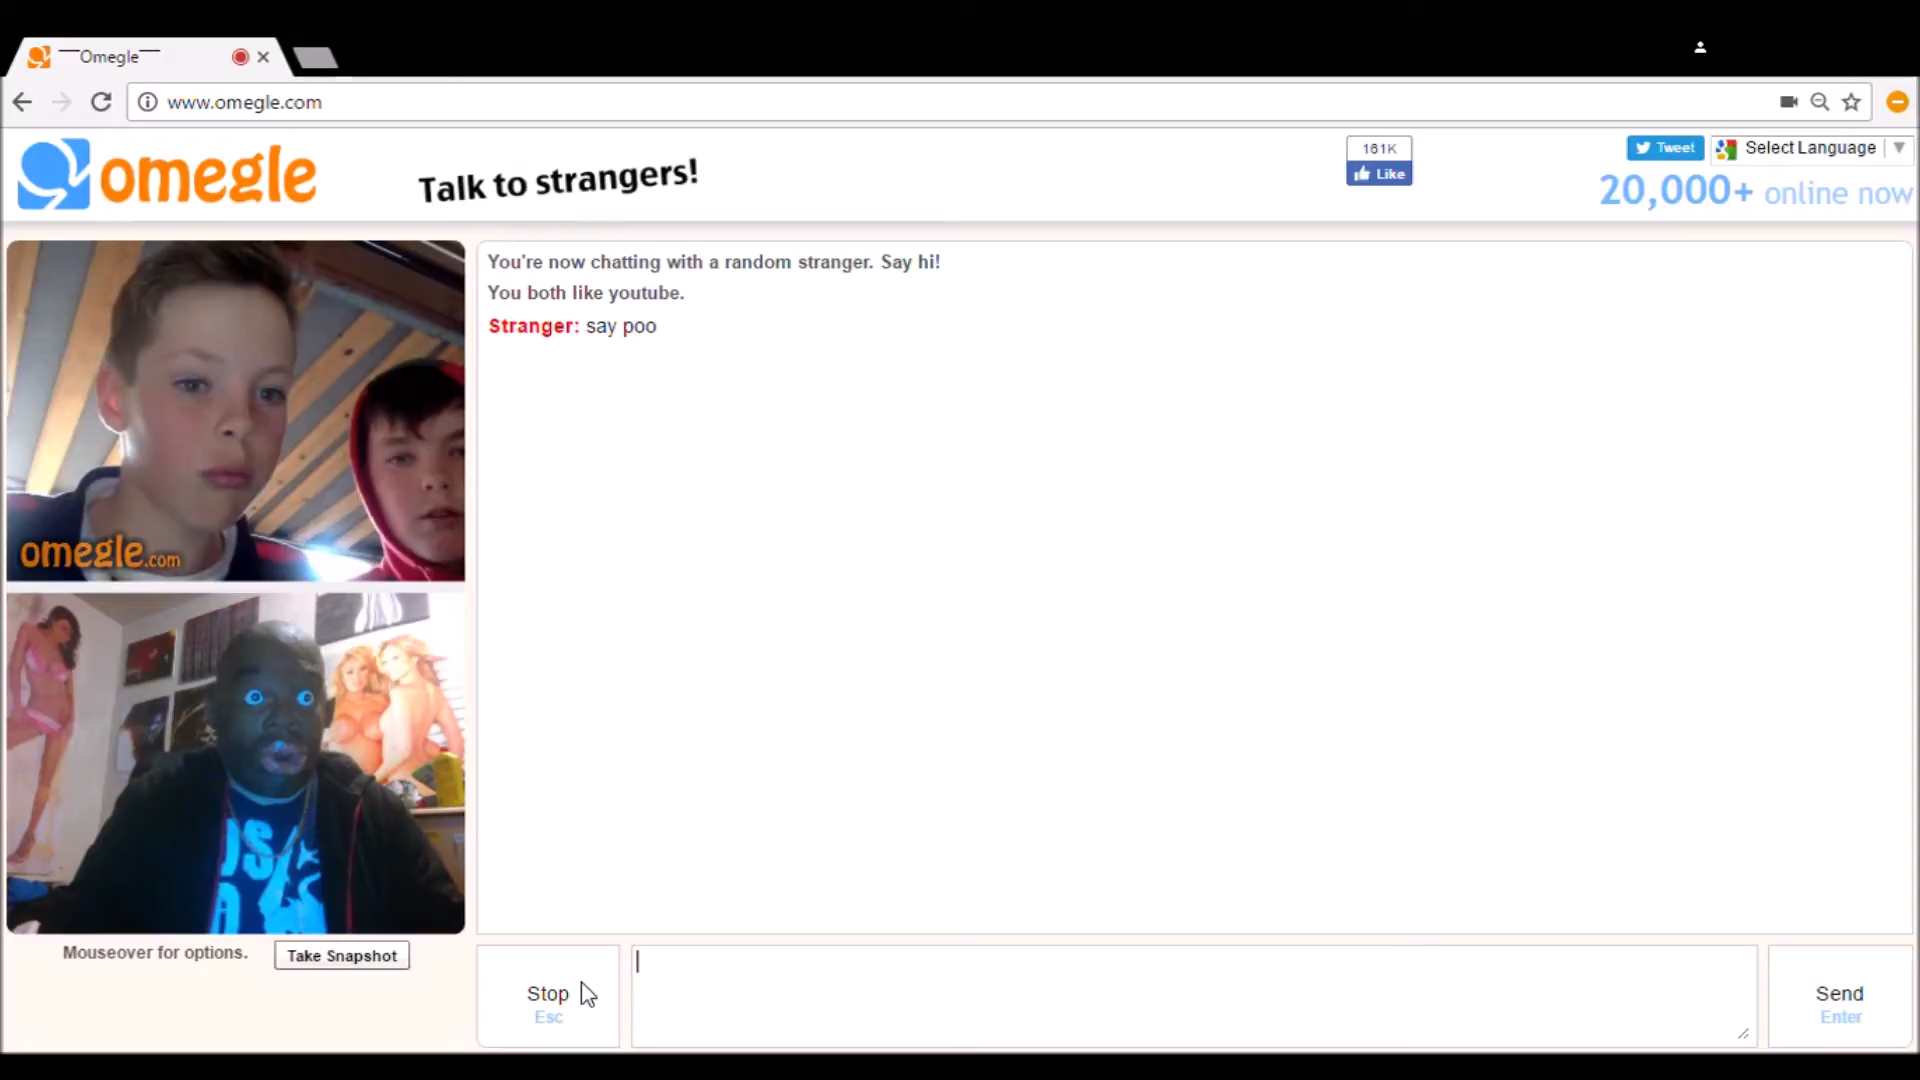 Omegle
www.omegle.com
omegle
Talk to strangers!
161K
Like
Tweet
Select Language
20,000+ online now
You're now chatting with a random stranger. Say hi!
You both like youtube.
Stranger: say poo
omegle.com
Mouseover for options.
Take Snapshot
Stop
Esc
Send
Enter